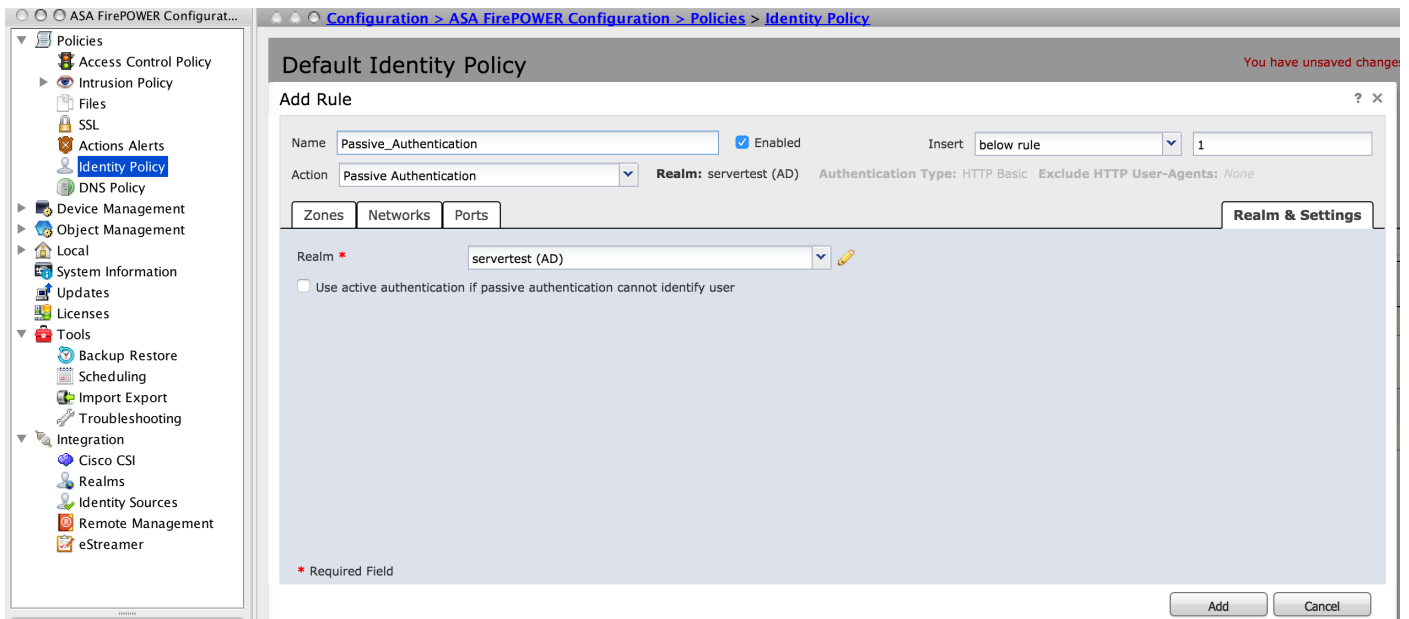 ASA FirePOWER Configurat...
Policies
Access Control Policy
Intrusion Policy
Files
SSL
Actions Alerts
Identity Policy
DNS Policy
Device Management
Object Management
Local
System Information
Updates
Licenses
Tools
Backup Restore
Scheduling
Import Export
Troubleshooting
Integration
Cisco CSI
Realms
Identity Sources
Remote Management
eStreamer
Configuration > ASA FirePOWER Configuration > Policies > Identity Policy
Default Identity Policy
You have unsaved changes
Add Rule
? ×
Name Passive_Authentication Enabled Insert below rule 1
Action Passive Authentication Realm: servertest (AD) Authentication Type: HTTP Basic Exclude HTTP User-Agents: None
Zones Networks Ports Realm & Settings
Realm * servertest (AD)
Use active authentication if passive authentication cannot identify user
* Required Field
Add Cancel